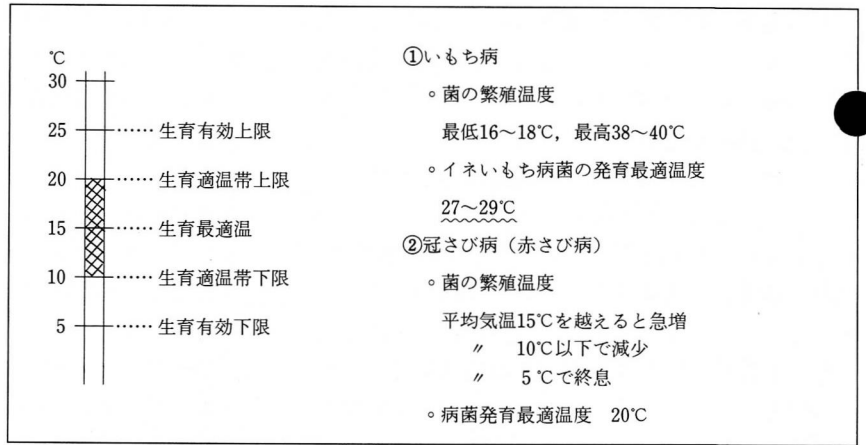 ℃
30
25 …… 生育有効上限
20 …… 生育適温帯上限
15 …… 生育最適温
10 …… 生育適温帯下限
5 …… 生育有効下限
①いもち病
。菌の繁殖温度
最低16〜18℃，最高38〜40℃
。イネいもち病菌の発育最適温度
27〜29℃
②冠さび病（赤さび病）
。菌の繁殖温度
平均気温15℃を越えると急増
〃 10℃以下で減少
〃 5℃で終息
。病菌発育最適温度 20℃